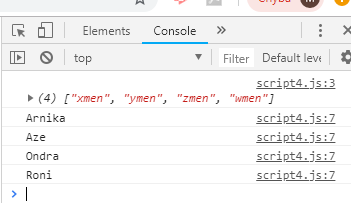 Elements Console »
top Filter Default leve
script4.js:3
(4) ["xmen", "ymen", "zmen", "wmen"]
Arnika script4.js:7
Aze script4.js:7
Ondra script4.js:7
Roni script4.js:7
>